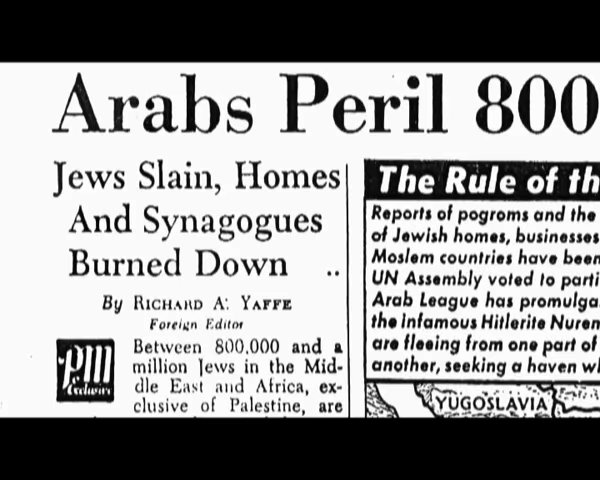 Arabs Peril 800
Jews Slain, Homes
And Synagogues
Burned Down ..
By RICHARD A. YAFFE
Foreign Editor
PM
Exclusive
Between 800,000 and a
million Jews in the Mid-
dle East and Africa, ex-
clusive of Palestine, are
The Rule of th
Reports of pogroms and the
of Jewish homes, businesses
Moslem countries have been
UN Assembly voted to parti
Arab League has promulga
the infamous Hitlerite Nuren
are fleeing from one part of
another, seeking a haven wh
YUGOSLAVIA